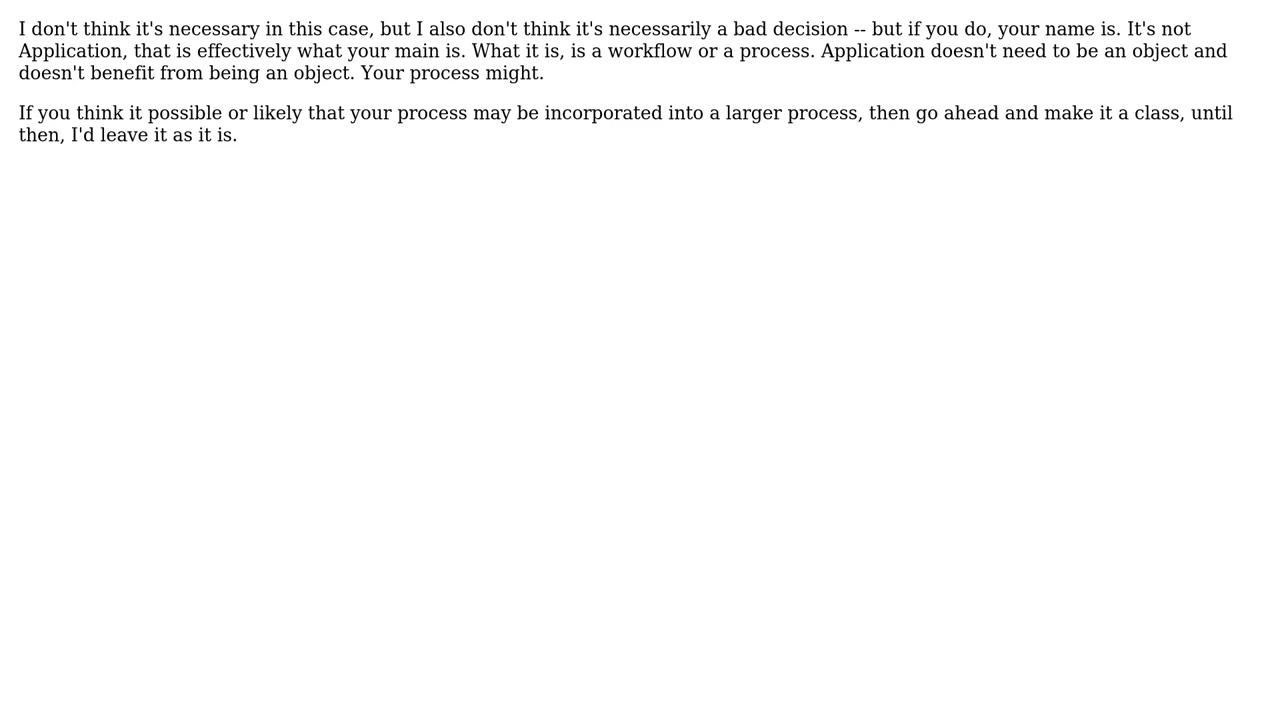 I don't think it's necessary in this case, but I also don't think it's necessarily a bad decision -- but if you do, your name is. It's not
Application, that is effectively what your main is. What it is, is a workflow or a process. Application doesn't need to be an object and
doesn't benefit from being an object. Your process might.
If you think it possible or likely that your process may be incorporated into a larger process, then go ahead and make it a class, until
then, I'd leave it as it is.